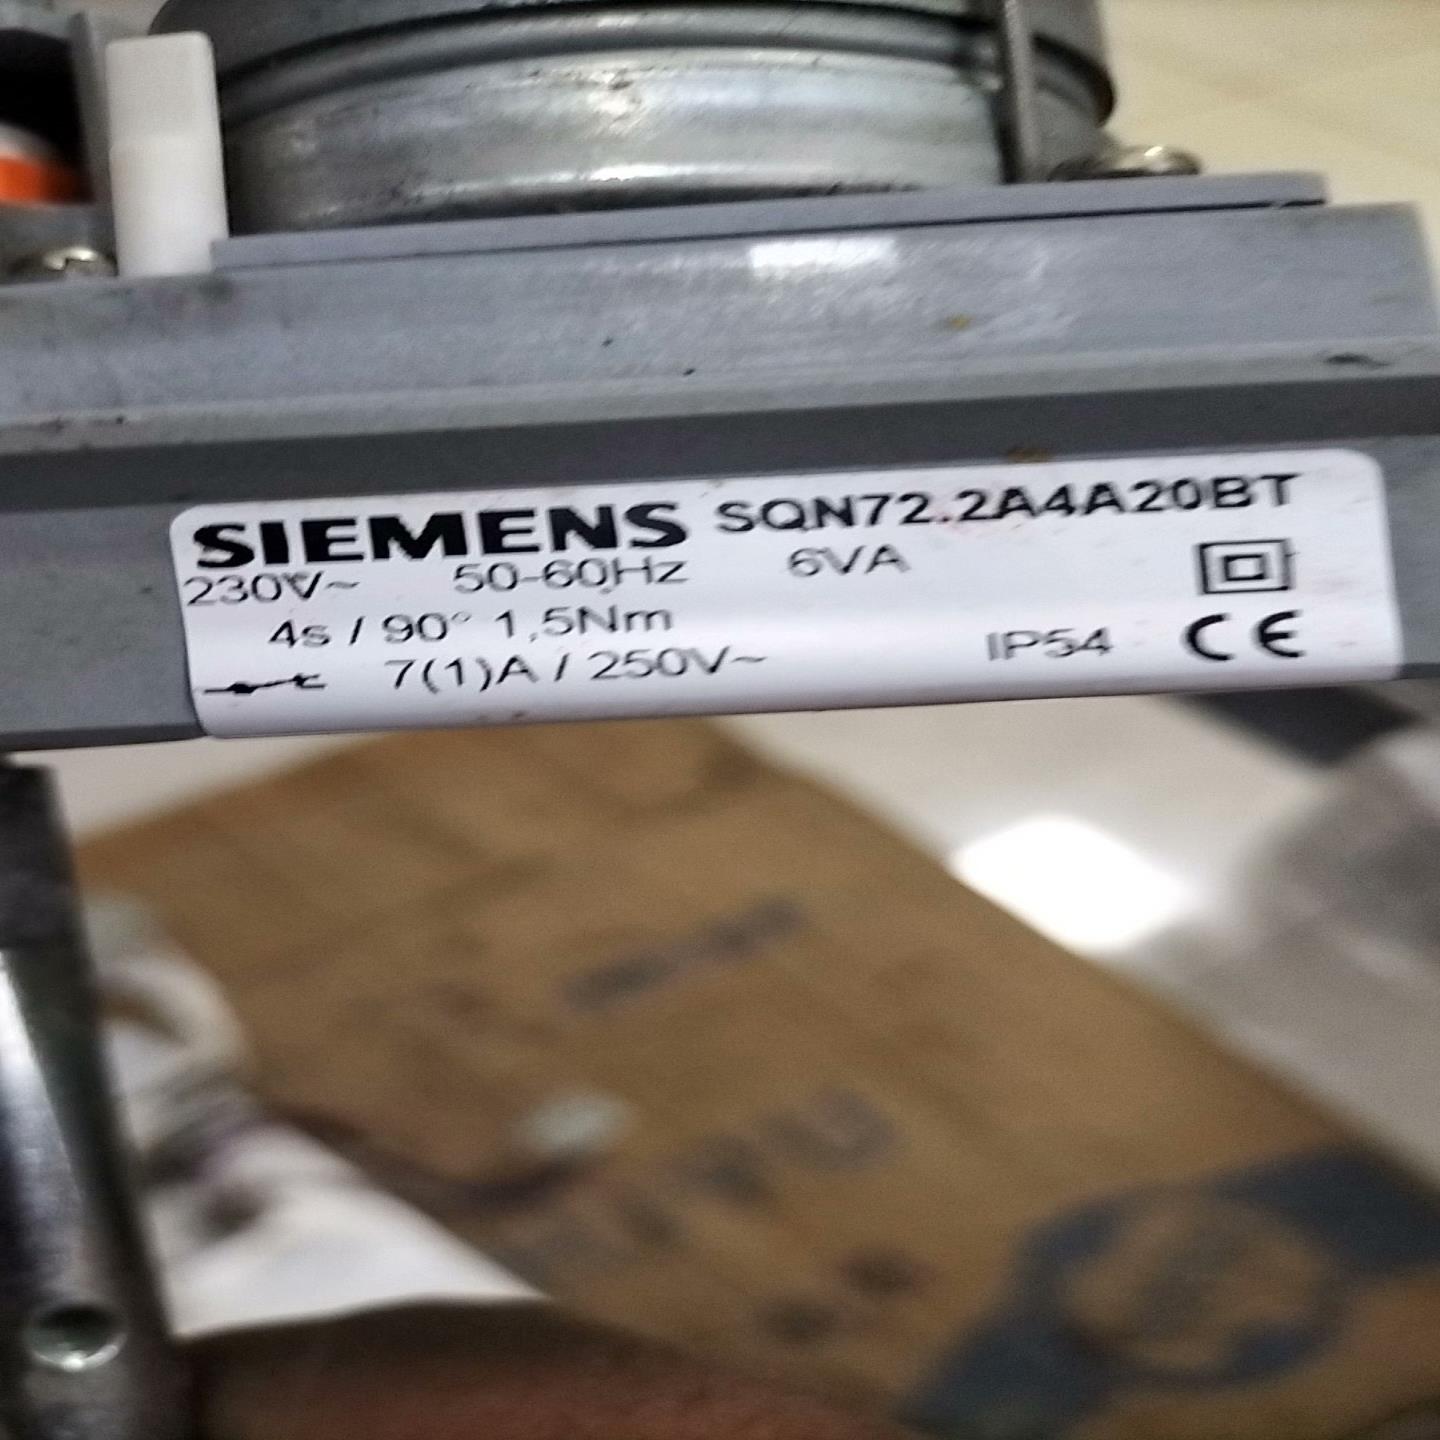 SIEMENS SQN72.2A4A20BT
230V~ 50-60Hz 6VA
4s / 90° 1,5Nm
7(1)A / 250V~ IP54 CE